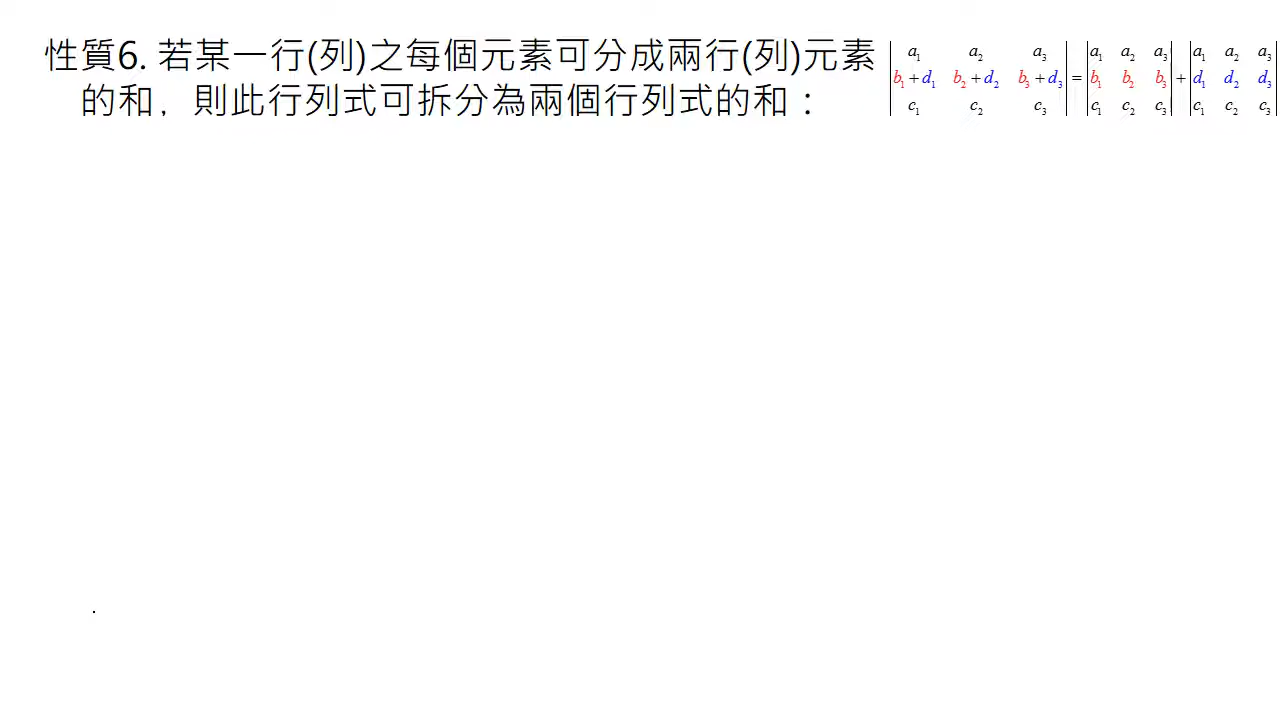 性質6. 若某一行(列)之每個元素可分成兩行(列)元素
的和，則此行列式可拆分為兩個行列式的和：
| a₁ a₂ a₃ | | a₁ a₂ a₃ | | a₁ a₂ a₃ |
| b₁ + d₁ b₂ + d₂ b₃ + d₃ | = | b₁ b₂ b₃ | + | d₁ d₂ d₃ |
| c₁ c₂ c₃ | | c₁ c₂ c₃ | | c₁ c₂ c₃ |